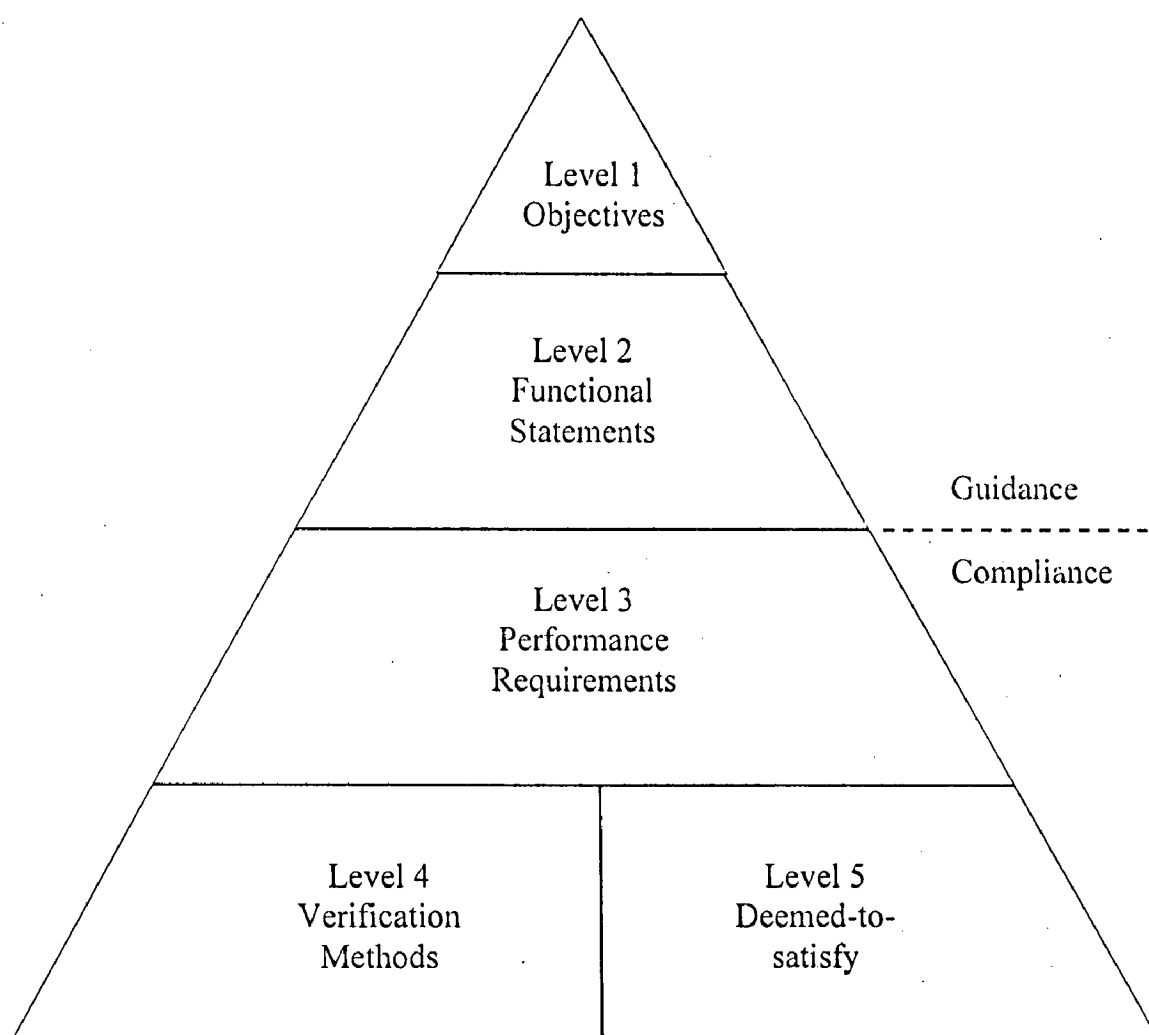 Level 1
Objectives
Level 2
Functional
Statements
Guidance
Compliance
Level 3
Performance
Requirements
Level 4
Verification
Methods
Level 5
Deemed-to-
satisfy